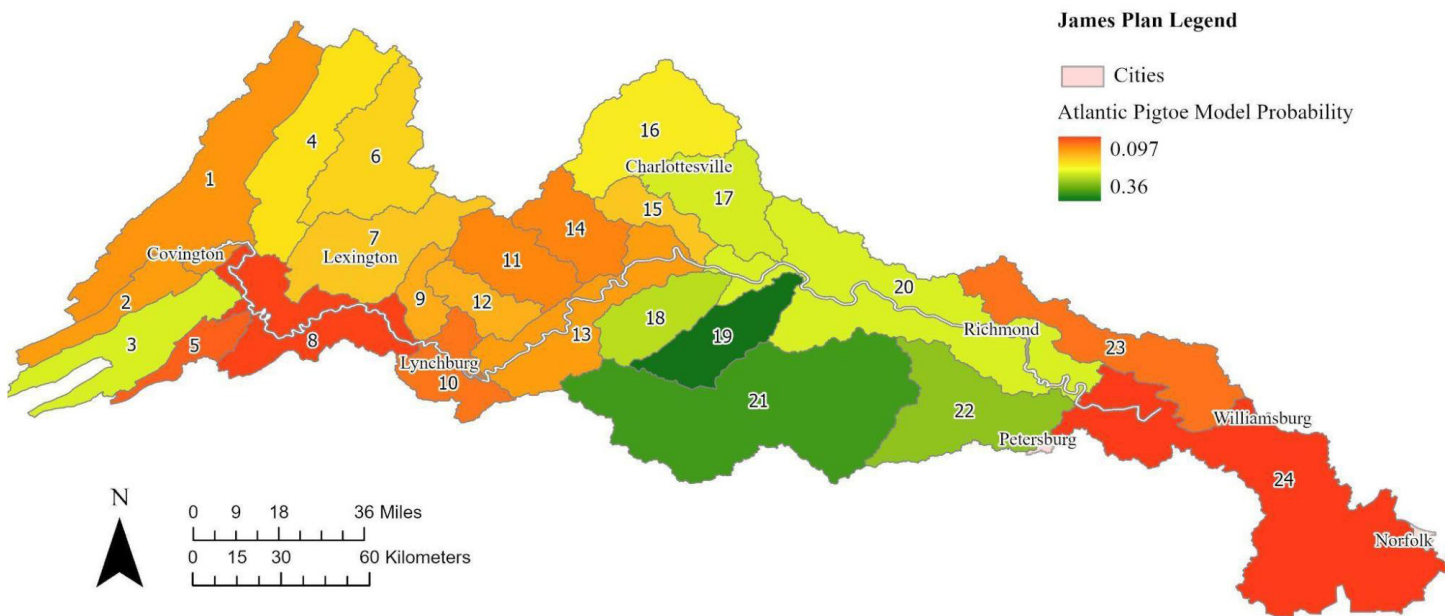 James Plan Legend
Cities
Atlantic Pigtoe Model Probability
0.097
0.36
16
4
6
Charlottesville
1
17
15
14
7
Covington
Lexington
11
20
2
9
12
18
Richmond
13
3
5
8
19
23
Lynchburg
10
21
22
Williamsburg
Petersburg
24
Norfolk
N
0 9 18 36 Miles
0 15 30 60 Kilometers